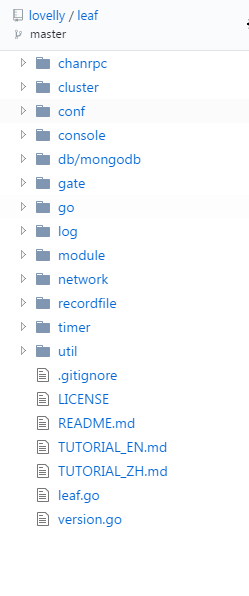 lovelly / leaf
master
chanrpc
cluster
conf
console
db/mongodb
gate
go
log
module
network
recordfile
timer
util
.gitignore
LICENSE
README.md
TUTORIAL_EN.md
TUTORIAL_ZH.md
leaf.go
version.go